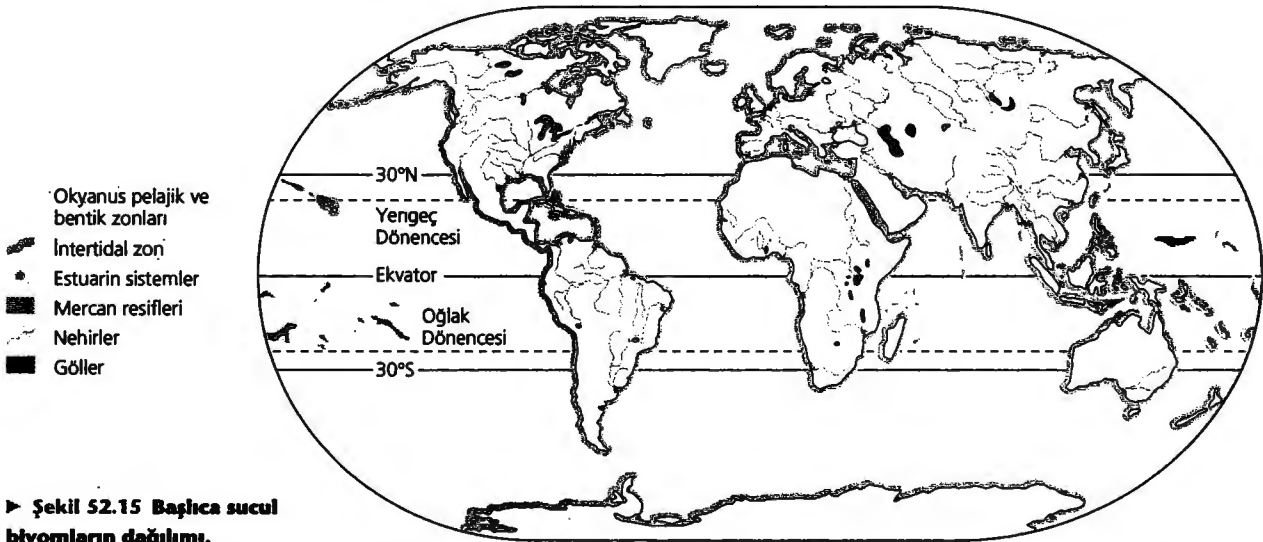 Okyanus pelajik ve
bentik zonları
İntertidal zon
Estuarin sistemler
Mercan resifleri
Nehirler
Göller
30°N
Yengeç
Dönencesi
Ekvator
Oğlak
Dönencesi
30°S
► Şekil 52.15 Başlıca sucul
biyomların dağılımı.